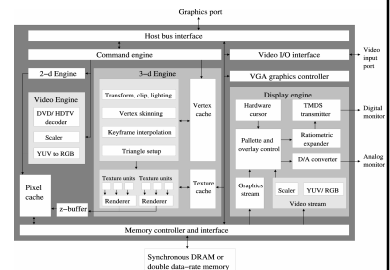 Graphics port
Host bus interface
Command engine
Video I/O interface
Video
input
port
2-d Engine
3-d Engine
VGA graphics controller
Video Engine
DVD/ HDTV
decoder
Scaler
YUV to RGB
Transform, clip, lighting
Vertex skinning
Keyframe interpolation
Triangle setup
Vertex
cache
Display engine
Hardware
cursor
TMDS
transmitter
Digital
monitor
Pallette and
overlay control
Ratiometric
expander
D/A converter
Analog
monitor
Texture units
Texture units
Renderer
Renderer
Texture
cache
Graphics
stream
Scaler
YUV/ RGB
Video stream
Pixel
cache
z-buffer
Memory controller and interface
Synchronous DRAM or
double data-rate memory